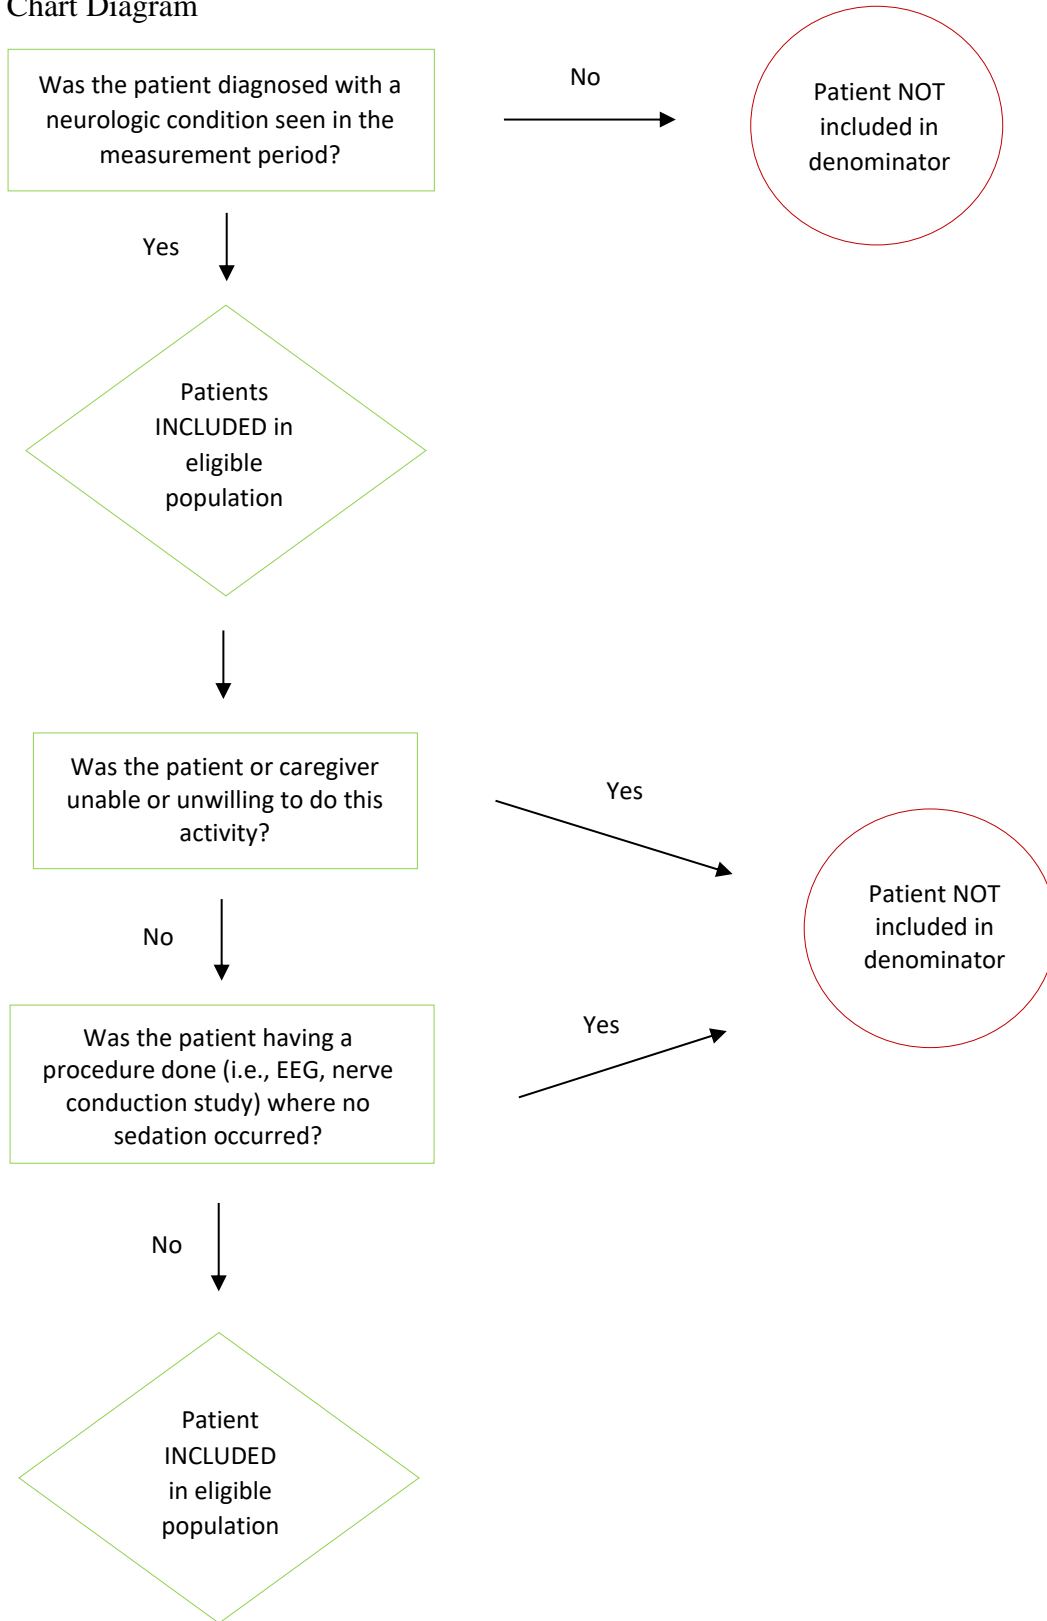 Chart Diagram
Was the patient diagnosed with a
neurologic condition seen in the
measurement period?
No
Patient NOT
included in
denominator
Yes
Patients
INCLUDED in
eligible
population
Was the patient or caregiver
unable or unwilling to do this
activity?
Yes
Patient NOT
included in
denominator
No
Was the patient having a
procedure done (i.e., EEG, nerve
conduction study) where no
sedation occurred?
Yes
No
Patient
INCLUDED
in eligible
population